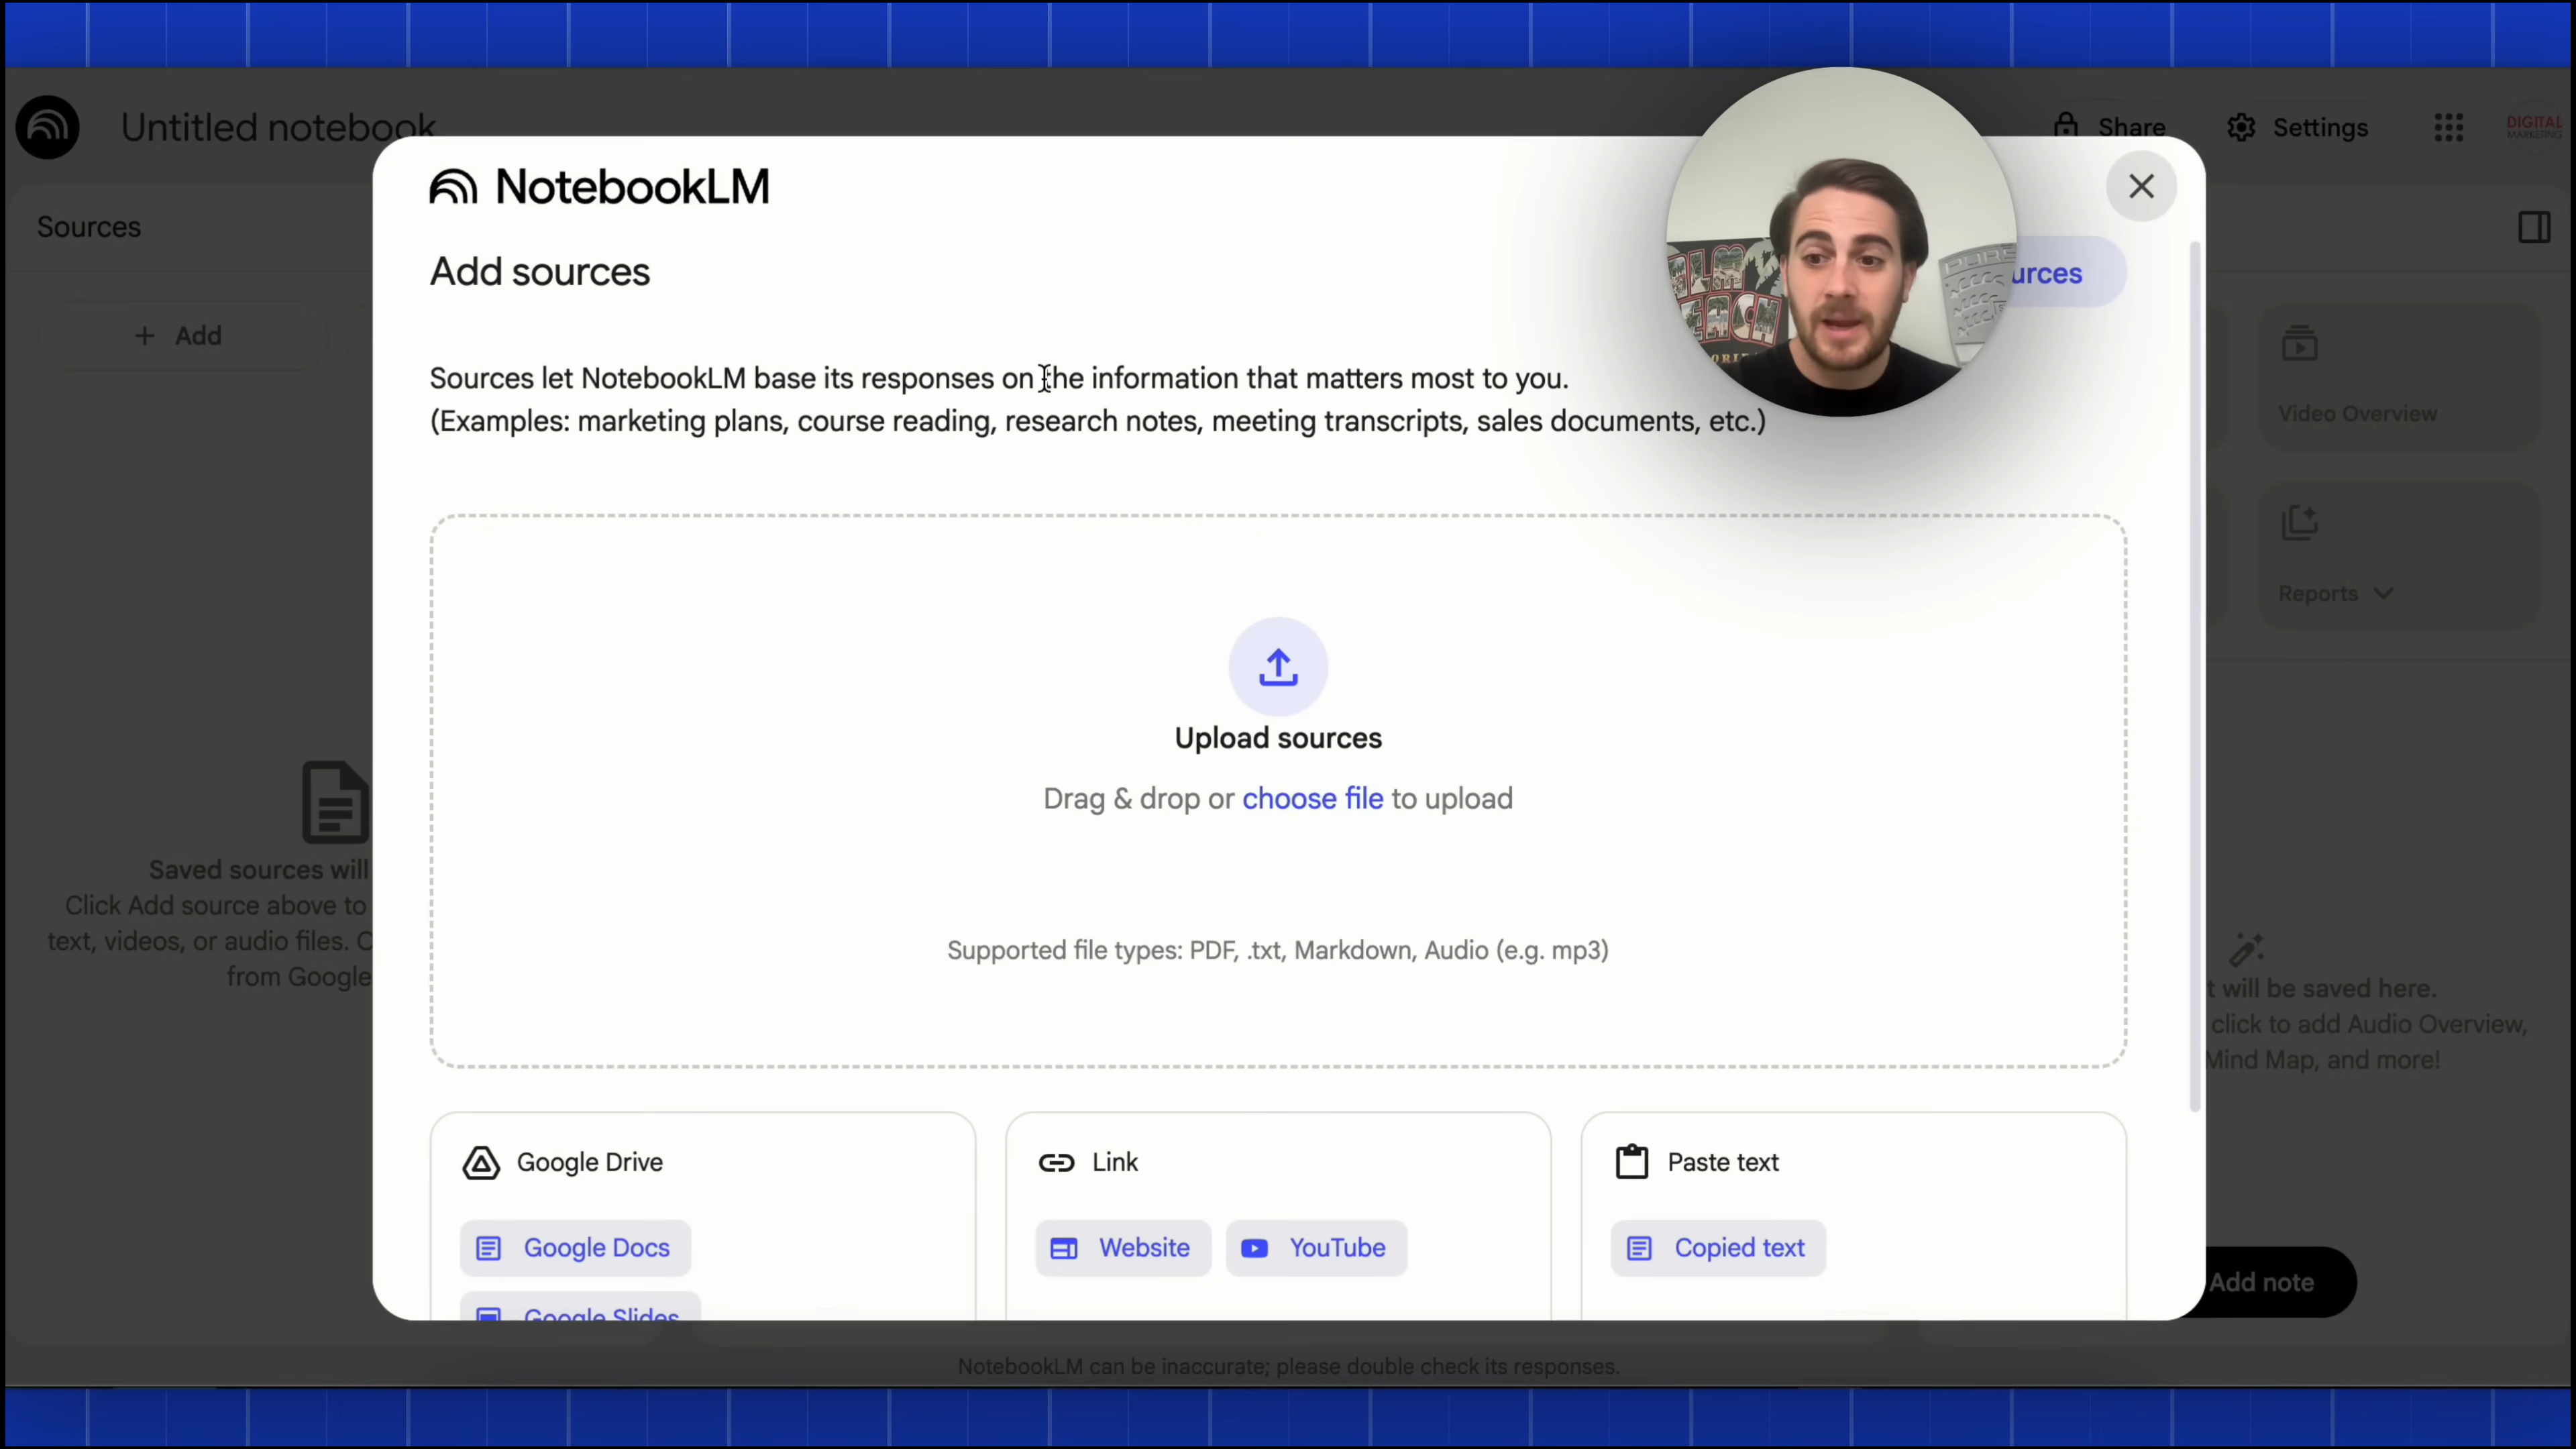 Untitled notebook
Share
Settings
DIGITAL
MARKETING
NotebookLM
Sources
Add sources
urces
+ Add
Sources let NotebookLM base its responses on the information that matters most to you.
(Examples: marketing plans, course reading, research notes, meeting transcripts, sales documents, etc.)
Video Overview
Reports
Upload sources
Drag & drop or choose file to upload
Supported file types: PDF, .txt, Markdown, Audio (e.g. mp3)
Saved sources will
Click Add source above to
text, videos, or audio files.
from Google
will be saved here.
click to add Audio Overview,
Mind Map, and more!
Google Drive
Link
Paste text
Google Docs
Website
YouTube
Copied text
Google Slides
Add note
NotebookLM can be inaccurate; please double check its responses.